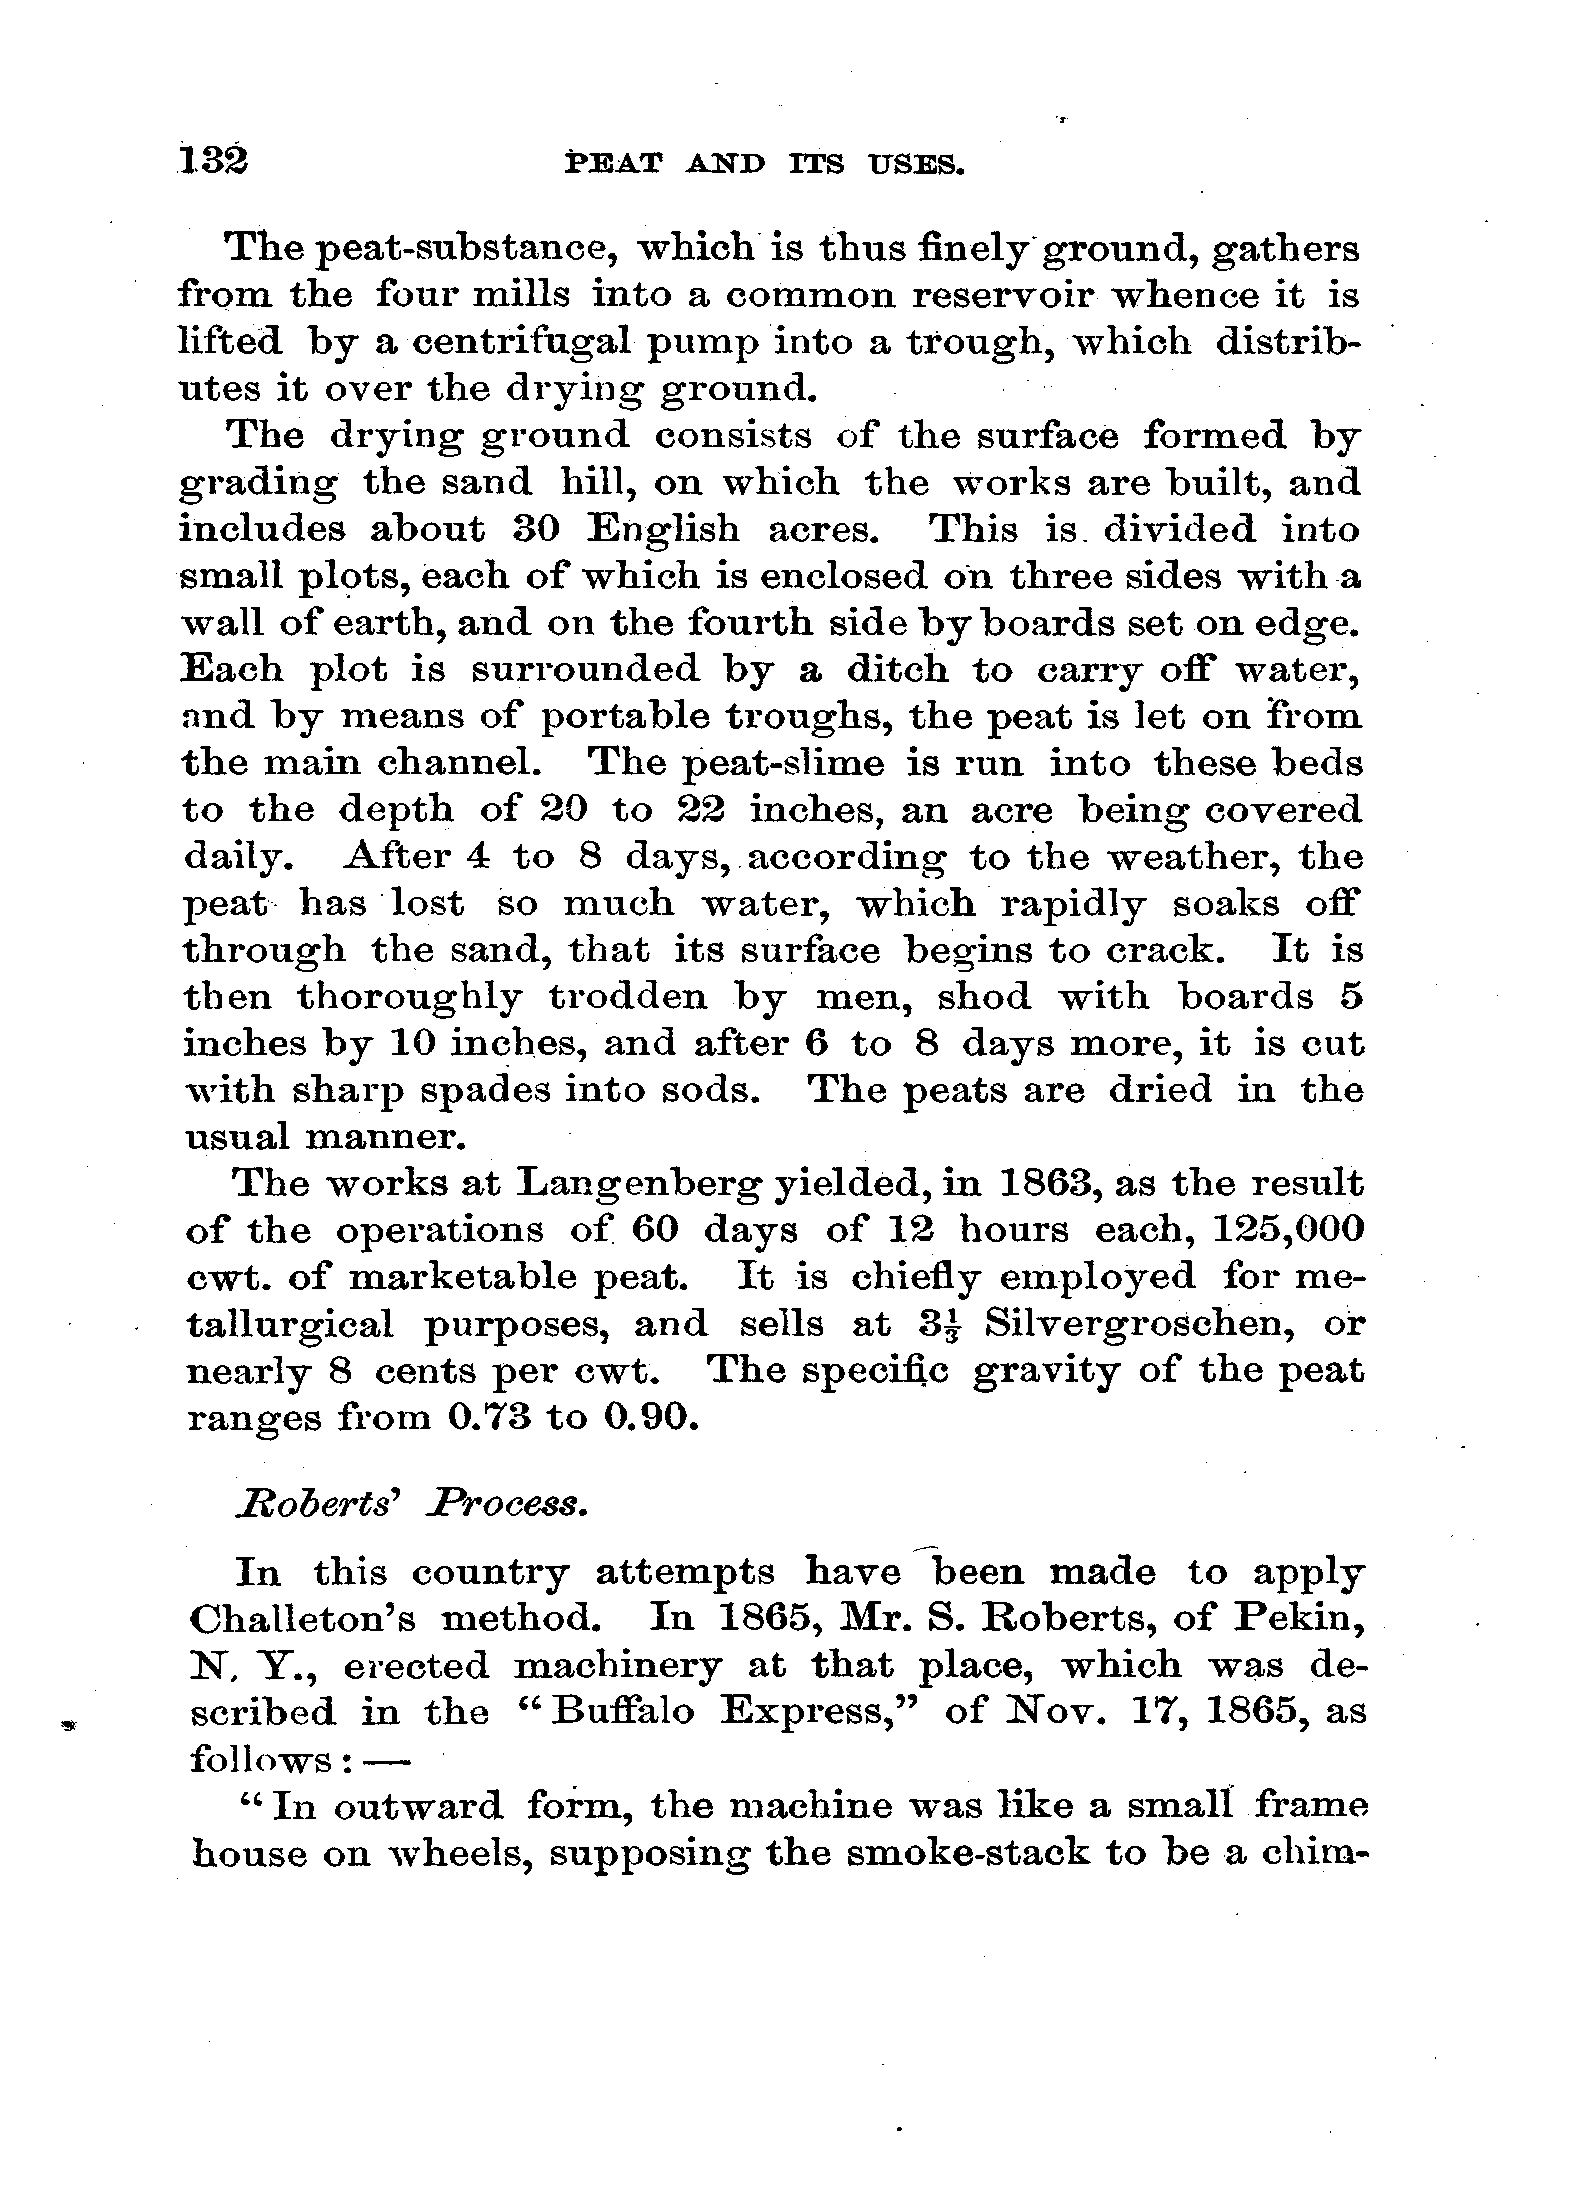 132 PEAT AND ITS USES.
The peat-substance, which is thus finely ground, gathers
from the four mills into a common reservoir whence it is
lifted by a centrifugal pump into a trough, which distrib-
utes it over the drying ground.
The drying ground consists of the surface formed by
grading the sand hill, on which the works are built, and
includes about 30 English acres. This is divided into
small plots, each of which is enclosed on three sides with a
wall of earth, and on the fourth side by boards set on edge.
Each plot is surrounded by a ditch to carry off water,
and by means of portable troughs, the peat is let on from
the main channel. The peat-slime is run into these beds
to the depth of 20 to 22 inches, an acre being covered
daily. After 4 to 8 days, according to the weather, the
peat has lost so much water, which rapidly soaks off
through the sand, that its surface begins to crack. It is
then thoroughly trodden by men, shod with boards 5
inches by 10 inches, and after 6 to 8 days more, it is cut
with sharp spades into sods. The peats are dried in the
usual manner.
The works at Langenberg yielded, in 1863, as the result
of the operations of 60 days of 12 hours each, 125,000
cwt. of marketable peat. It is chiefly employed for me-
tallurgical purposes, and sells at 3⅓ Silvergroschen, or
nearly 8 cents per cwt. The specific gravity of the peat
ranges from 0.73 to 0.90.
Roberts' Process.
In this country attempts have been made to apply
Challeton's method. In 1865, Mr. S. Roberts, of Pekin,
N. Y., erected machinery at that place, which was de-
scribed in the "Buffalo Express," of Nov. 17, 1865, as
follows:—
"In outward form, the machine was like a small frame
house on wheels, supposing the smoke-stack to be a chim-